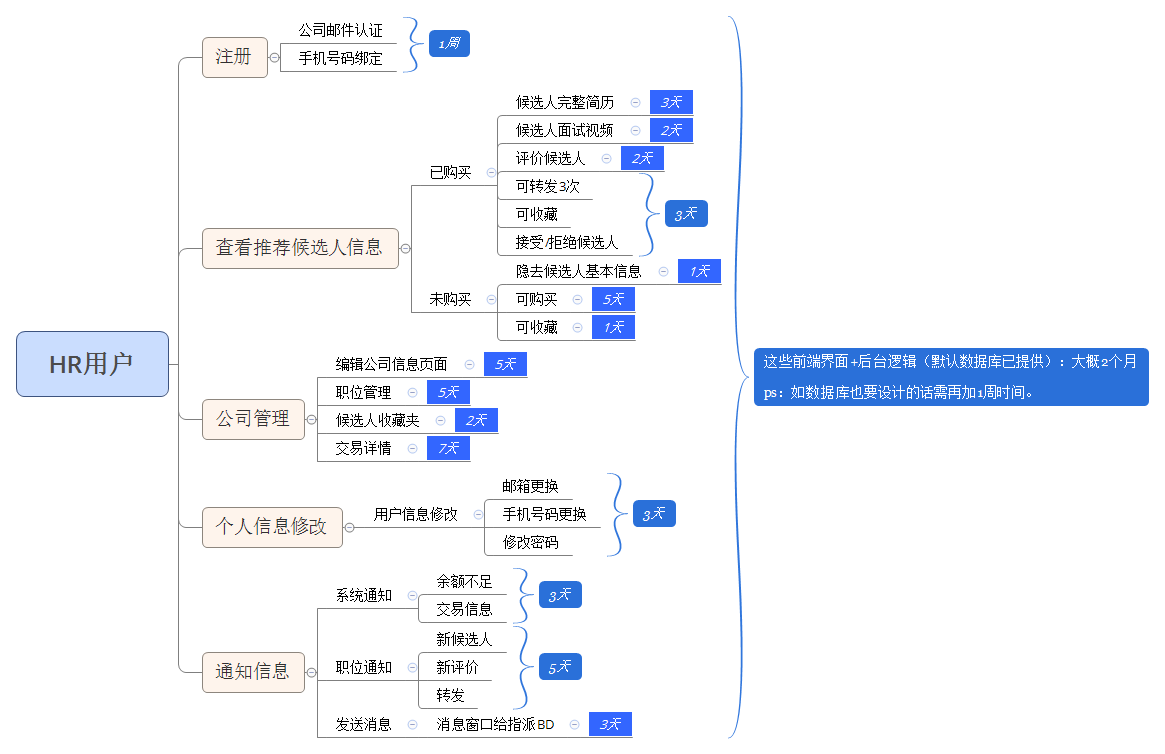 HR用户
注册
公司邮件认证
手机号码绑定
1周
查看推荐候选人信息
已购买
候选人完整简历
3天
候选人面试视频
2天
评价候选人
2天
可转发3次
可收藏
接受/拒绝候选人
3天
未购买
隐去候选人基本信息
1天
可购买
5天
可收藏
1天
公司管理
编辑公司信息页面
5天
职位管理
5天
候选人收藏夹
2天
交易详情
7天
个人信息修改
用户信息修改
邮箱更换
手机号码更换
修改密码
3天
通知信息
系统通知
余额不足
交易信息
3天
职位通知
新候选人
新评价
转发
5天
发送消息
消息窗口给指派BD
3天
这些前端界面+后台逻辑（默认数据库已提供）：大概2个月
ps：如数据库也要设计的话需再加1周时间。